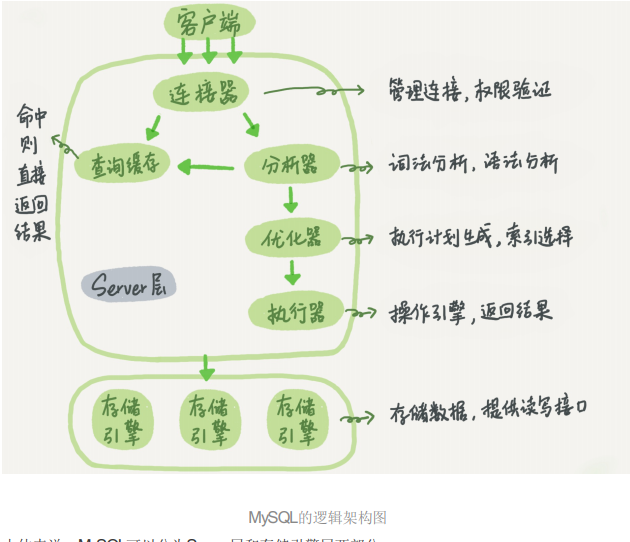 客户端
连接器
管理连接，权限验证
命中
则
直接
返回
结果
查询缓存
分析器
词法分析，语法分析
优化器
执行计划生成，索引选择
Server层
执行器
操作引擎，返回结果
存储
引擎
存储
引擎
存储
引擎
存储数据，提供读写接口
MySQL的逻辑架构图